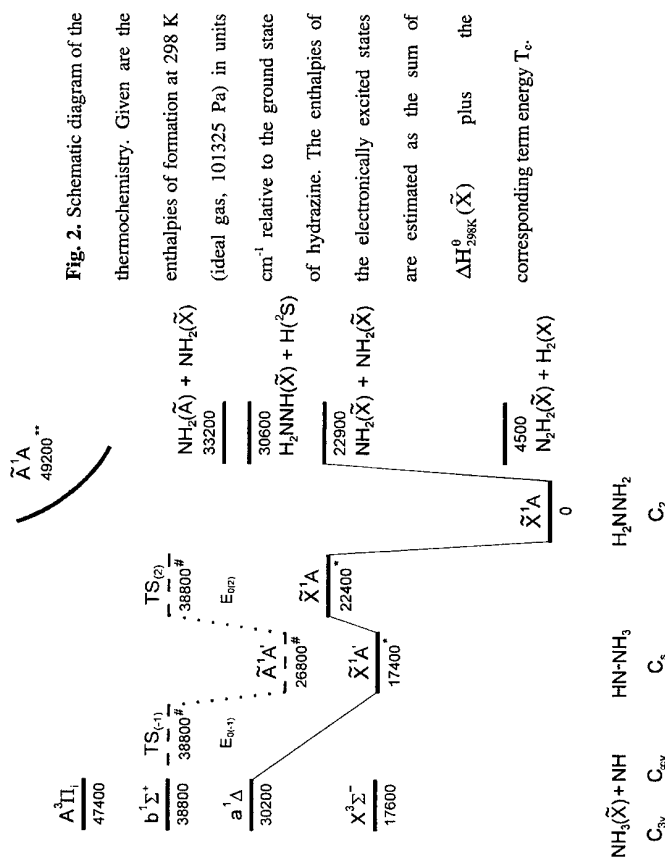 Fig. 2. Schematic diagram of the
thermochemistry. Given are the
enthalpies of formation at 298 K
(ideal gas, 101325 Pa) in units
cm⁻¹ relative to the ground state
of hydrazine. The enthalpies of
the electronically excited states
are estimated as the sum of
ΔH^θ_298K(X̃) plus the
corresponding term energy Tₑ.
Ã¹A
49200 **
A³Πᵢ
47400
b¹Σ⁺
38800
a¹Δ
30200
X³Σ⁻
17600
NH₃(X̃) + NH
C₃ᵥ C∞ᵥ
TS₍₋₁₎
38800#
E₀₍₋₁₎
Ã¹A'
26800#
X̃¹A'
17400*
HN-NH₃
Cₛ
TS₍₂₎
38800#
E₀₍₂₎
X̃¹A
22400*
X̃¹A
0
H₂NNH₂
C₂
NH₂(Ã) + NH₂(X̃)
33200
30600
H₂NNH(X̃) + H(²S)
22900
NH₂(X̃) + NH₂(X̃)
4500
N₂H₂(X̃) + H₂(X)